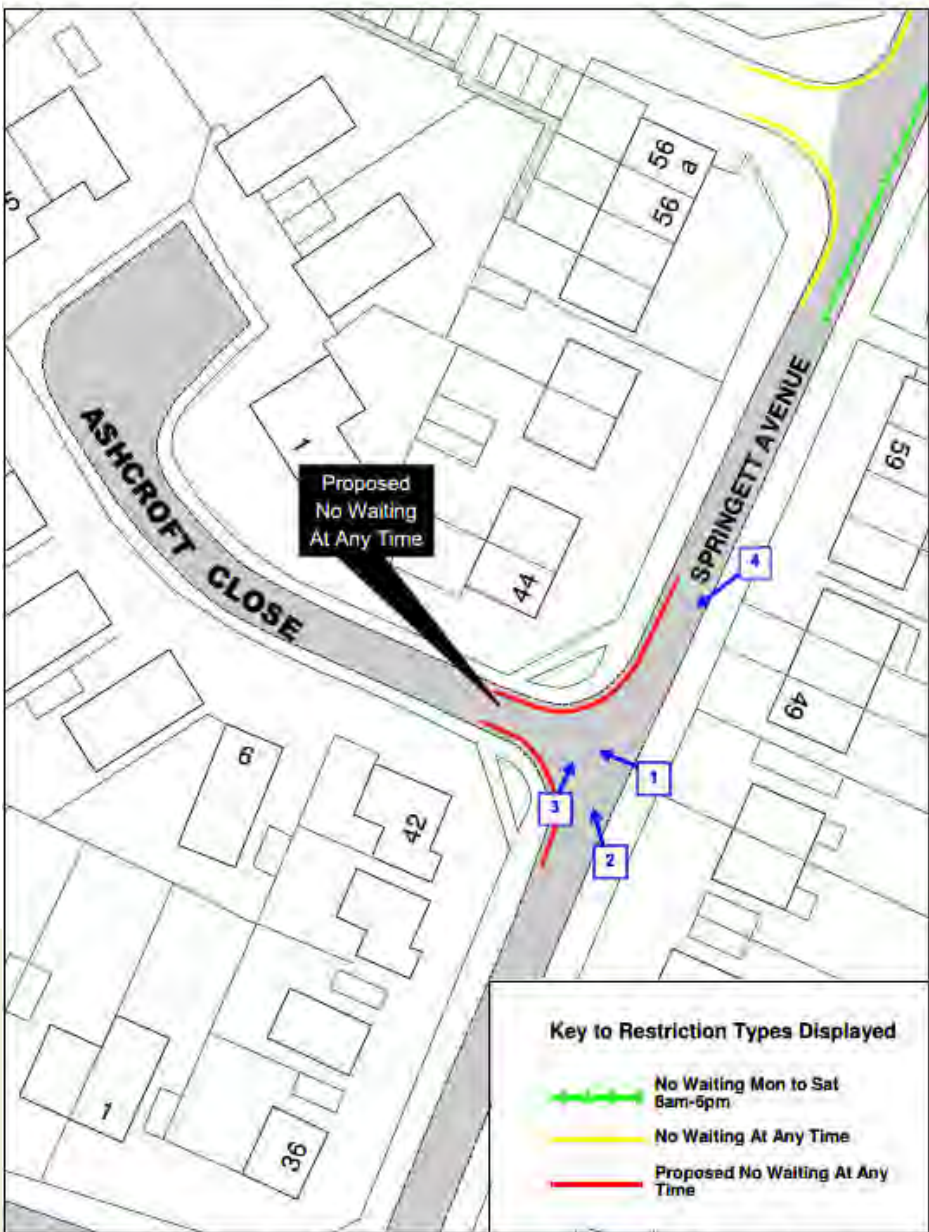 56
a
56
SPRINGETT AVENUE
59
ASHCROFT CLOSE
1
Proposed
No Waiting
At Any Time
44
4
49
6
1
3
42
2
1
36
Key to Restriction Types Displayed
No Waiting Mon to Sat
8am-6pm
No Waiting At Any Time
Proposed No Waiting At Any
Time